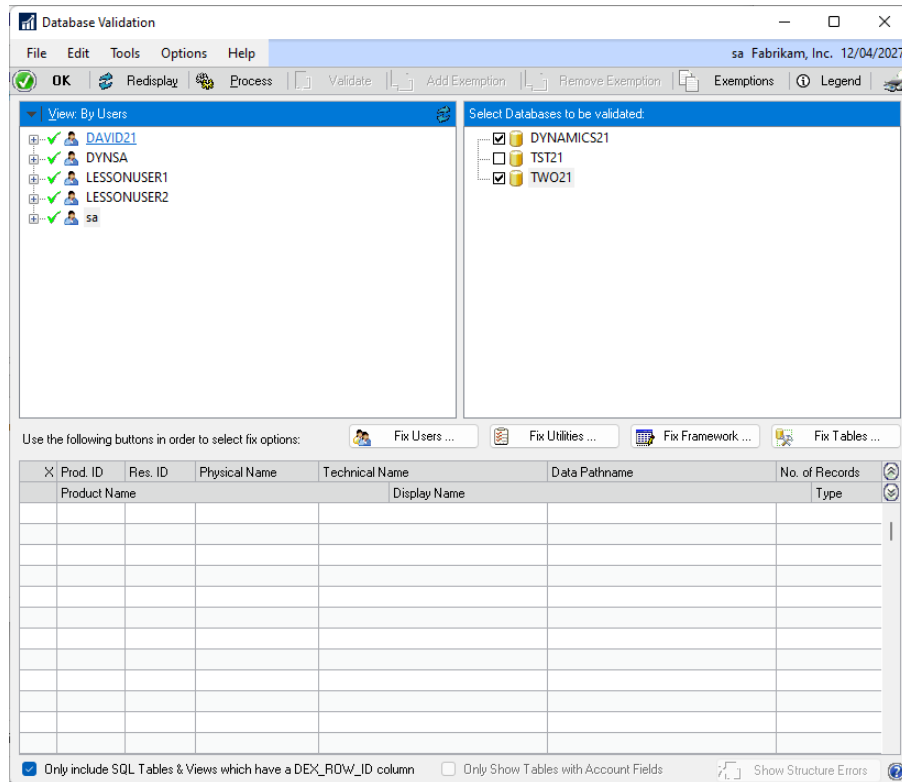 Database Validation
File Edit Tools Options Help sa Fabrikam, Inc. 12/04/2027
OK Redisplay Process Validate Add Exemption Remove Exemption Exemptions Legend
View: By Users
DAVID21
DYNSA
LESSONUSER1
LESSONUSER2
sa
Select Databases to be validated:
DYNAMICS21
TST21
TWO21
Use the following buttons in order to select fix options: Fix Users ... Fix Utilities ... Fix Framework ... Fix Tables ...
X Prod. ID Res. ID Physical Name Technical Name Data Pathname No. of Records
Product Name Display Name Type
Only include SQL Tables & Views which have a DEX_ROW_ID column Only Show Tables with Account Fields Show Structure Errors